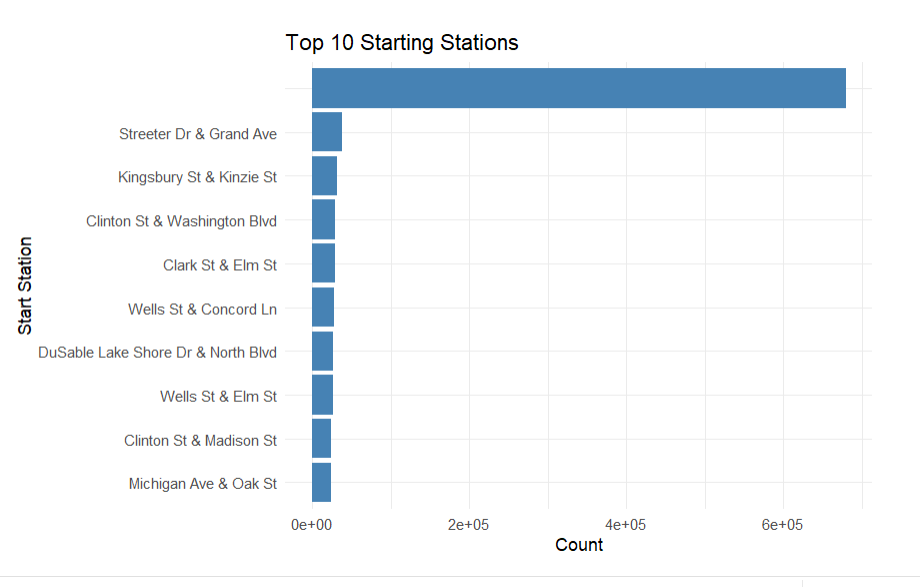 Top 10 Starting Stations
Start Station
Streeter Dr & Grand Ave
Kingsbury St & Kinzie St
Clinton St & Washington Blvd
Clark St & Elm St
Wells St & Concord Ln
DuSable Lake Shore Dr & North Blvd
Wells St & Elm St
Clinton St & Madison St
Michigan Ave & Oak St
0e+00 2e+05 4e+05 6e+05
Count